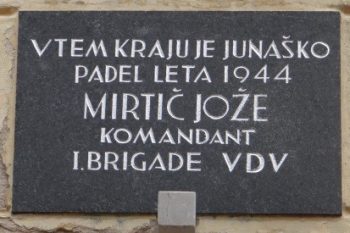 V TEM KRAJU JE JUNAŠKO
PADEL LETA 1944
MIRTIČ JOŽE
KOMANDANT
I. BRIGADE VDV